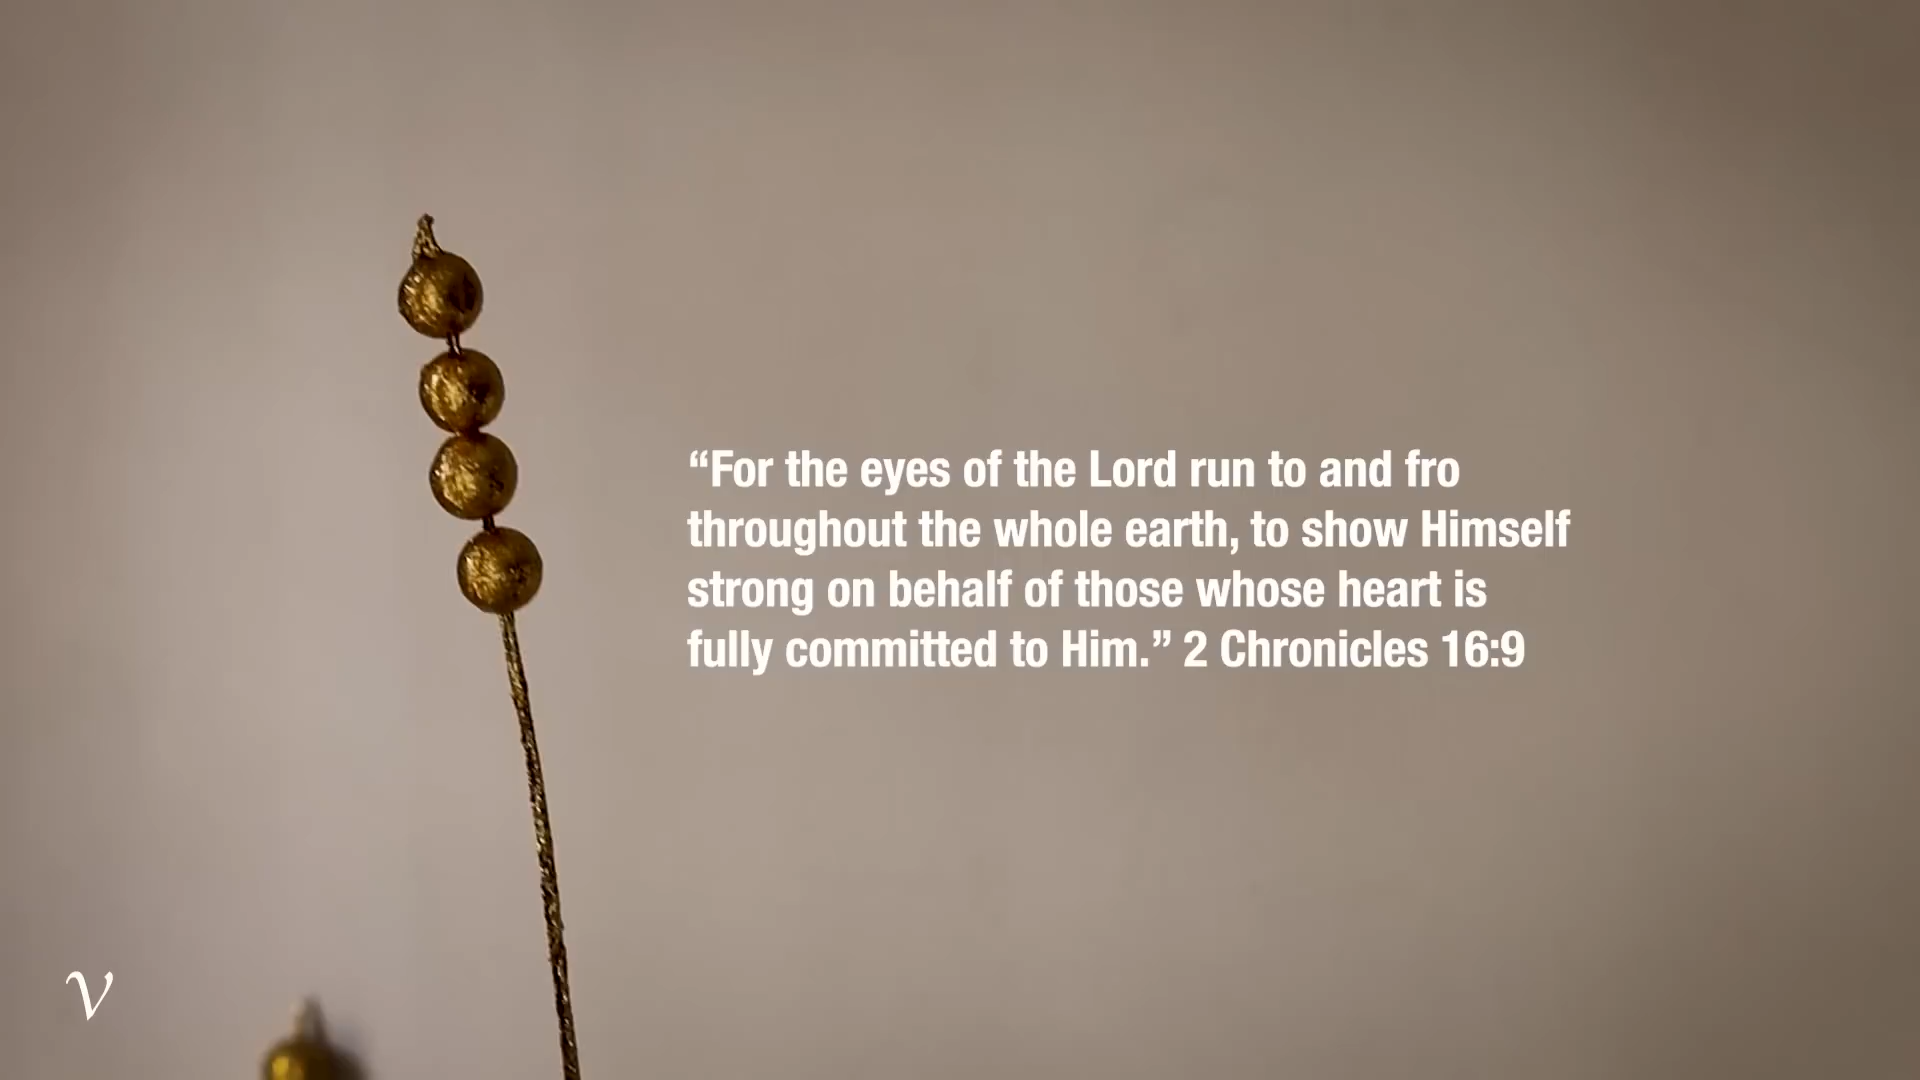 “For the eyes of the Lord run to and fro
throughout the whole earth, to show Himself
strong on behalf of those whose heart is
fully committed to Him.” 2 Chronicles 16:9
V